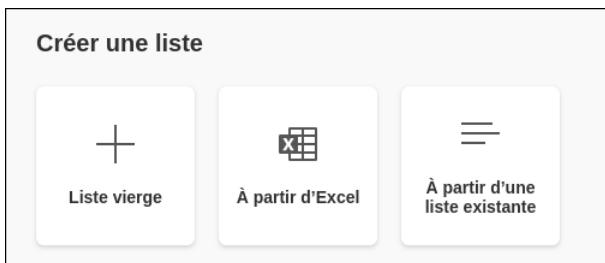 Créer une liste
Liste vierge
À partir d’Excel
À partir d’une
liste existante